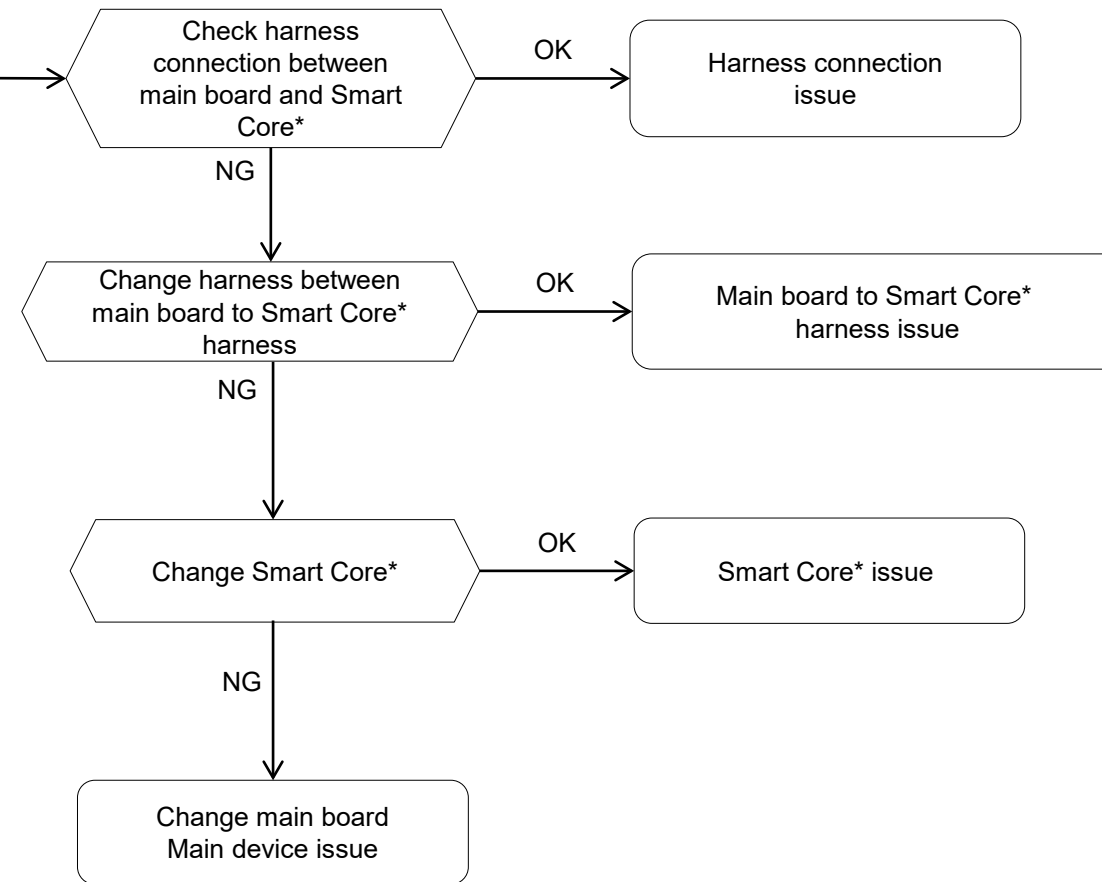 Check harness
connection between
main board and Smart
Core*
OK
Harness connection
issue
NG
Change harness between
main board to Smart Core*
harness
OK
Main board to Smart Core*
harness issue
NG
Change Smart Core*
OK
Smart Core* issue
NG
Change main board
Main device issue